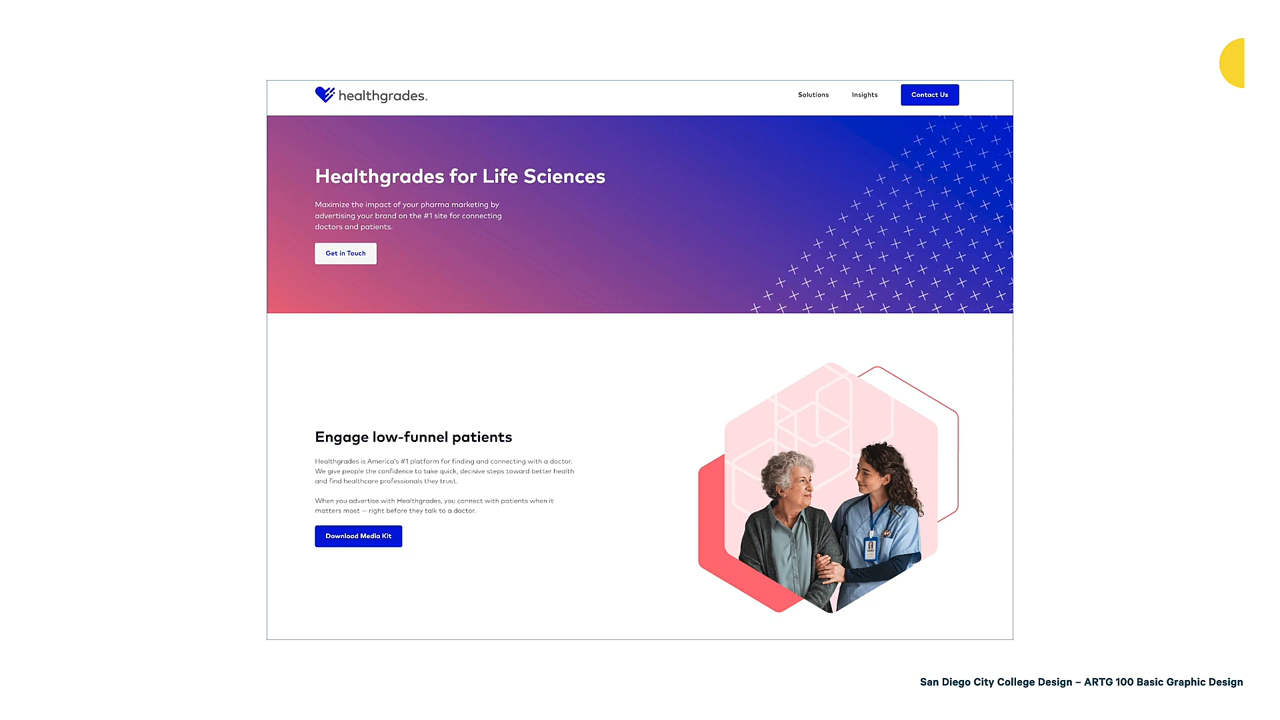 healthgrades.
Solutions
Insights
Contact Us
Healthgrades for Life Sciences
Maximize the impact of your pharma marketing by
advertising your brand on the #1 site for connecting
doctors and patients.
Get in Touch
Engage low-funnel patients
Healthgrades is America's #1 platform for finding and connecting with a doctor.
We give people the confidence to take quick, decisive steps toward better health
and find healthcare professionals they trust.
When you advertise with Healthgrades, you connect with patients when it
matters most — right before they talk to a doctor.
Download Media Kit
San Diego City College Design – ARTG 100 Basic Graphic Design